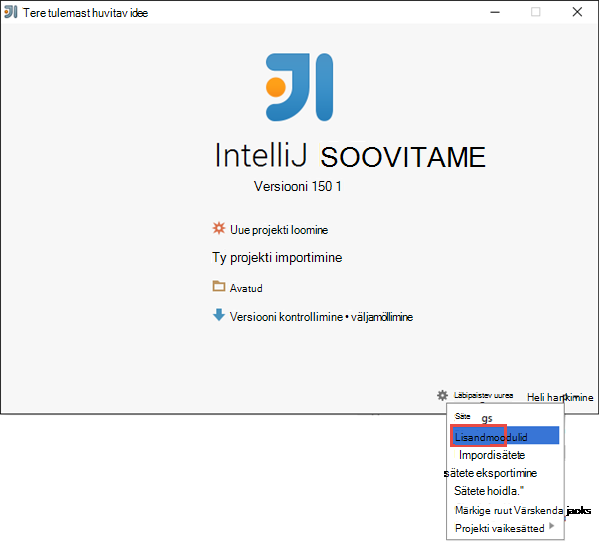 Tere tulemast huvitav idee
IntelliJ SOOVITAME
Versiooni 150 1
Uue projekti loomine
Ty projekti importimine
Avatud
Versiooni kontrollimine • väljamöllimine
Läbipaistev uurea
Heli hankimine
Säte gs
Lisandmoodulid
Impordisätete
sätete eksportimine
Sätete hoidla.
Märkige ruut Värskenda jaoks
Projekti vaikesätted